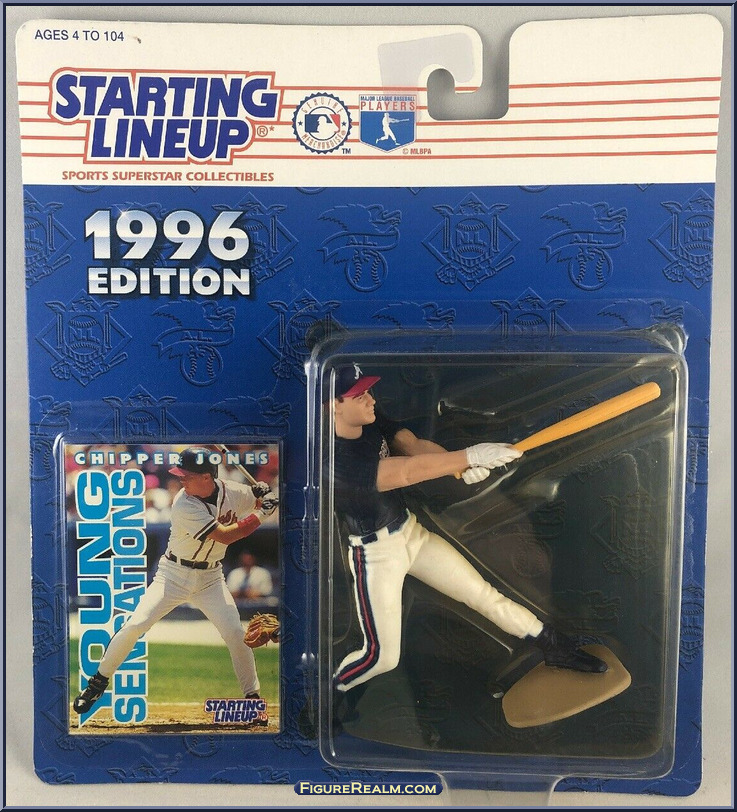 AGES 4 TO 104
STARTING
LINEUP®*
SPORTS SUPERSTAR COLLECTIBLES
GENUINE
MERCHANDISE
TM
MAJOR LEAGUE BASEBALL
PLAYERS
© MLBPA
1996
EDITION
CHIPPER JONES
YOUNG
SENSATIONS
STARTING
LINEUP
A
FIGUREREALM.COM